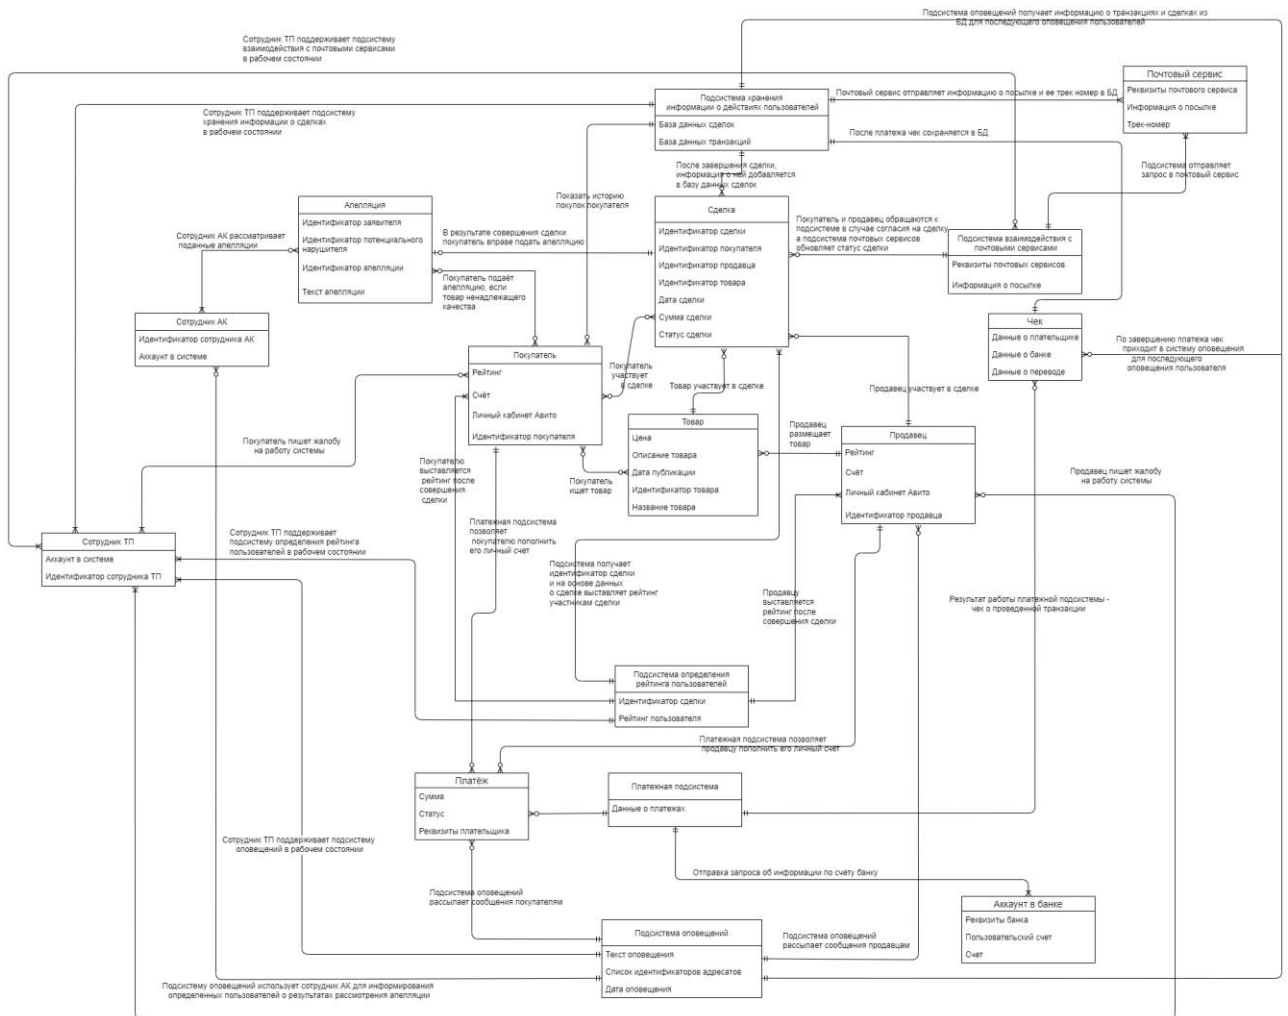 Подсистема оповещений получает информацию о транзакциях и сделках из
БД для последующего оповещения пользователей
Сотрудник ТП поддерживает подсистему
взаимодействия с почтовыми сервисами
в рабочем состоянии
Почтовый сервис
Реквизиты почтового сервиса
Информация о посылке
Трек-номер
Подсистема хранения
информации о действиях пользователей
База данных сделок
База данных транзакций
Почтовый сервис отправляет информацию о посылке и ее трек номер в БД
Сотрудник ТП поддерживает подсистему
хранения информации о сделках
в рабочем состоянии
После платежа чек сохраняется в БД
После завершения сделки,
информация о ней добавляется
в базу данных сделок
Подсистема отправляет
запрос в почтовый сервис
Показать историю
покупок покупателя
Апелляция
Идентификатор заявителя
Идентификатор потенциального
нарушителя
Идентификатор апелляции
Текст апелляции
Сделка
Идентификатор сделки
Идентификатор покупателя
Идентификатор продавца
Идентификатор товара
Дата сделки
Сумма сделки
Статус сделки
Сотрудник АК рассматривает
поданные апелляции
В результате совершения сделки
покупатель вправе подать апелляцию
Покупатель и продавец обращаются к
подсистеме в случае согласия на сделку,
а подсистема почтовых сервисов
обновляет статус сделки
Подсистема взаимодействия с
почтовыми сервисами
Реквизиты почтовых сервисов
Информация о посылке
Покупатель подаёт
апелляцию, если
товар ненадлежащего
качества
Сотрудник АК
Идентификатор сотрудника АК
Аккаунт в системе
Чек
Данные о плательщике
Данные о банке
Данные о переводе
По завершению платежа чек
приходит в систему оповещения
для последующего
оповещения пользователя
Покупатель
Рейтинг
Счёт
Личный кабинет Авито
Идентификатор покупателя
Покупатель
участвует
в сделке
Товар участвует в сделке
Продавец участвует в сделке
Товар
Цена
Описание товара
Дата публикации
Идентификатор товара
Название товара
Продавец
размещает
товар
Продавец
Рейтинг
Счёт
Личный кабинет Авито
Идентификатор продавца
Покупатель пишет жалобу
на работу системы
Покупателю
выставляется
рейтинг после
совершения
сделки
Покупатель
ищет товар
Продавец пишет жалобу
на работу системы
Сотрудник ТП
Аккаунт в системе
Идентификатор сотрудника ТП
Сотрудник ТП поддерживает
подсистему определения рейтинга
пользователей в рабочем состоянии
Платежная подсистема
позволяет
покупателю пополнить
его личный счет
Подсистема получает
идентификатор сделки
и на основе данных
о сделке выставляет рейтинг
участникам сделки
Продавцу
выставляется
рейтинг после
совершения сделки
Результат работы платежной подсистемы -
чек о проведенной транзакции
Подсистема определения
рейтинга пользователей
Идентификатор сделки
Рейтинг пользователя
Платежная подсистема позволяет
продавцу пополнить его личный счет
Платёж
Сумма
Статус
Реквизиты плательщика
Платежная подсистема
Данные о платежах
Сотрудник ТП поддерживает подсистему
оповещений в рабочем состоянии
Отправка запроса об информации по счету банку
Подсистема оповещений
рассылает сообщения покупателям
Аккаунт в банке
Реквизиты банка
Пользовательский счет
Счет
Подсистема оповещений
Текст оповещения
Список идентификаторов адресатов
Дата оповещения
Подсистема оповещений
рассылает сообщения продавцам
Подсистему оповещений использует сотрудник АК для информирования
определенных пользователя о результатах рассмотрения апелляции